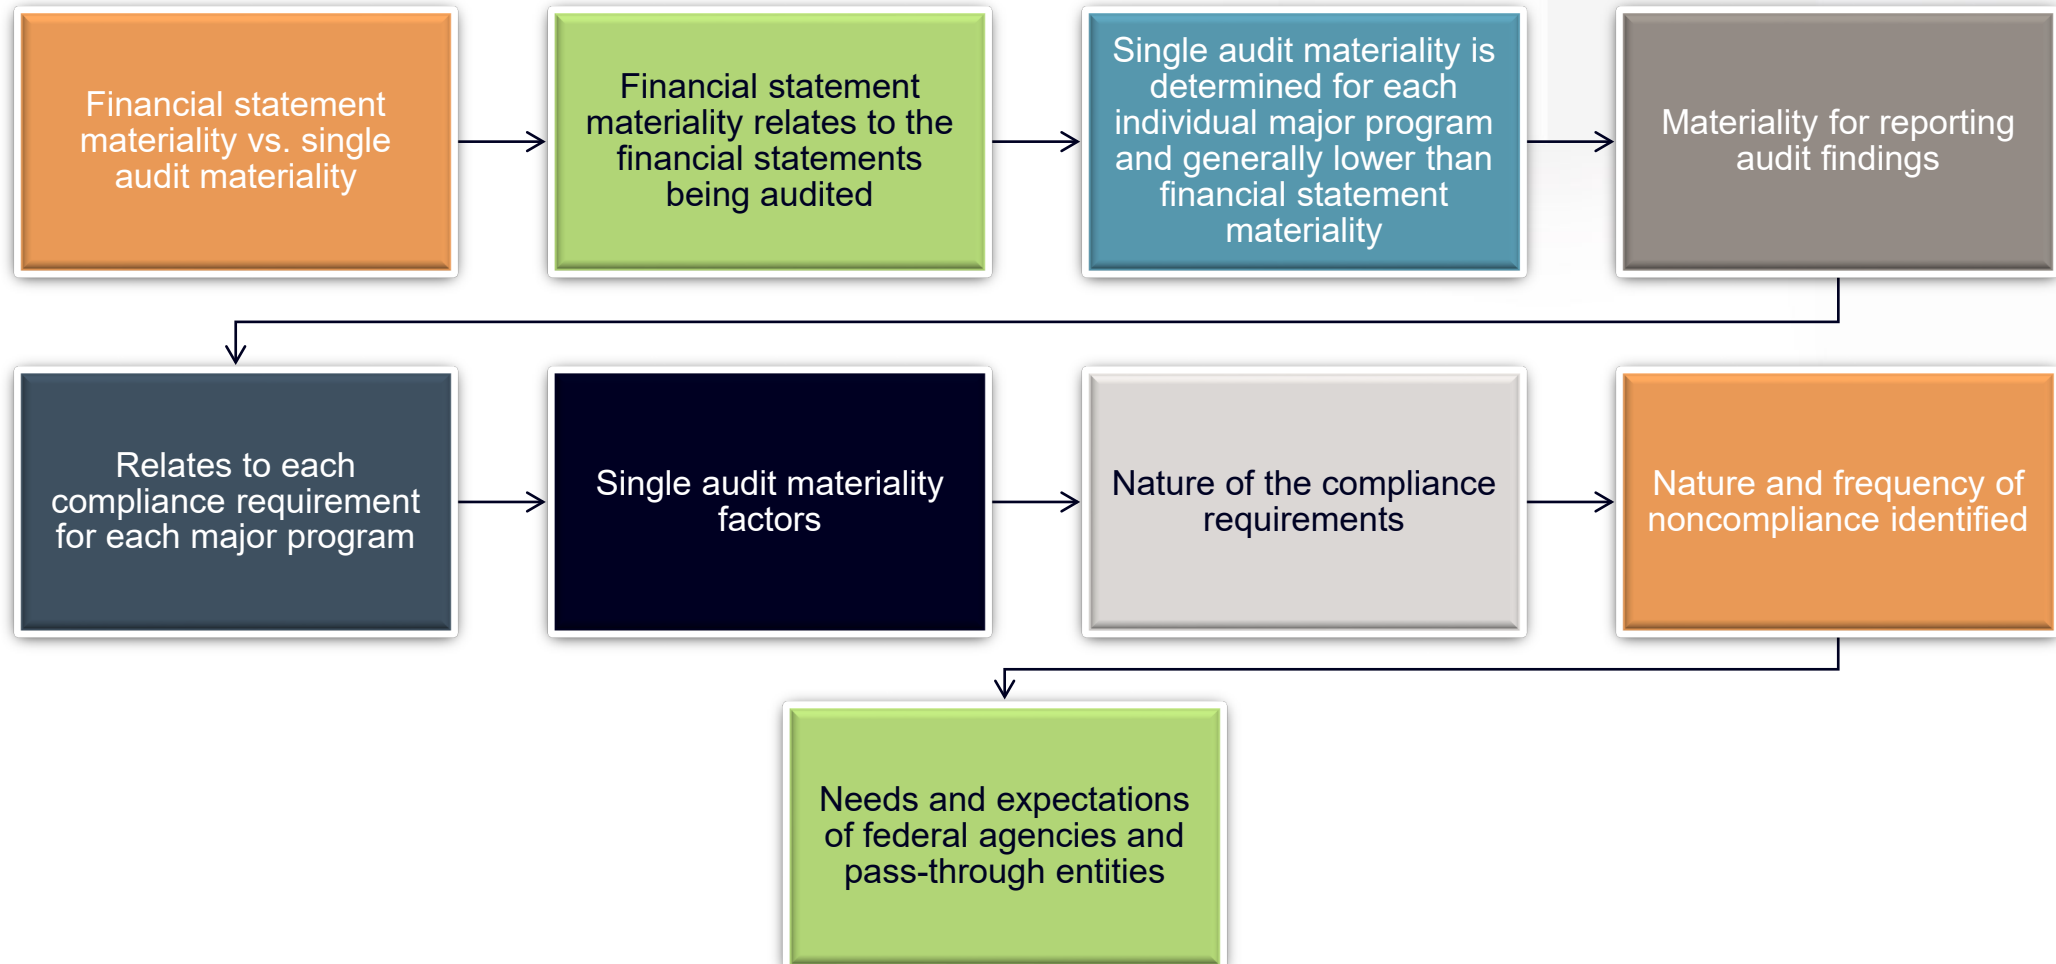 Financial statement
materiality vs. single
audit materiality
Financial statement
materiality relates to the
financial statements
being audited
Single audit materiality is
determined for each
individual major program
and generally lower than
financial statement
materiality
Materiality for reporting
audit findings
Relates to each
compliance requirement
for each major program
Single audit materiality
factors
Nature of the compliance
requirements
Nature and frequency of
noncompliance identified
Needs and expectations
of federal agencies and
pass-through entities